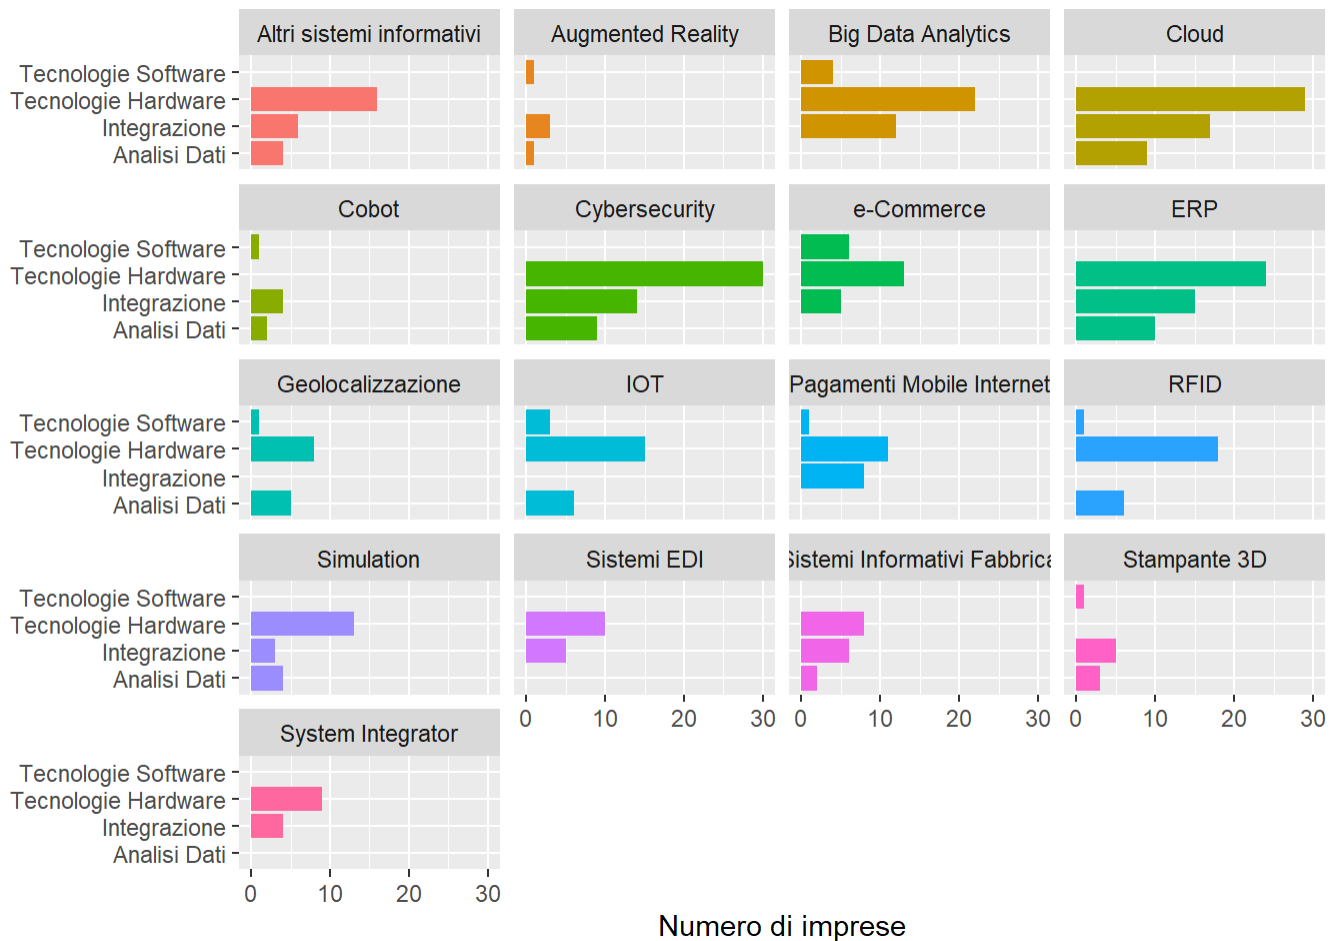 Altri sistemi informativi
Augmented Reality
Big Data Analytics
Cloud
Tecnologie Software
Tecnologie Hardware
Integrazione
Analisi Dati
Cobot
Cybersecurity
e-Commerce
ERP
Tecnologie Software
Tecnologie Hardware
Integrazione
Analisi Dati
Geolocalizzazione
IOT
Pagamenti Mobile Internet
RFID
Tecnologie Software
Tecnologie Hardware
Integrazione
Analisi Dati
Simulation
Sistemi EDI
Sistemi Informativi Fabbrica
Stampante 3D
Tecnologie Software
Tecnologie Hardware
Integrazione
Analisi Dati
0 10 20 30
0 10 20 30
0 10 20 30
System Integrator
Tecnologie Software
Tecnologie Hardware
Integrazione
Analisi Dati
0 10 20 30
Numero di imprese